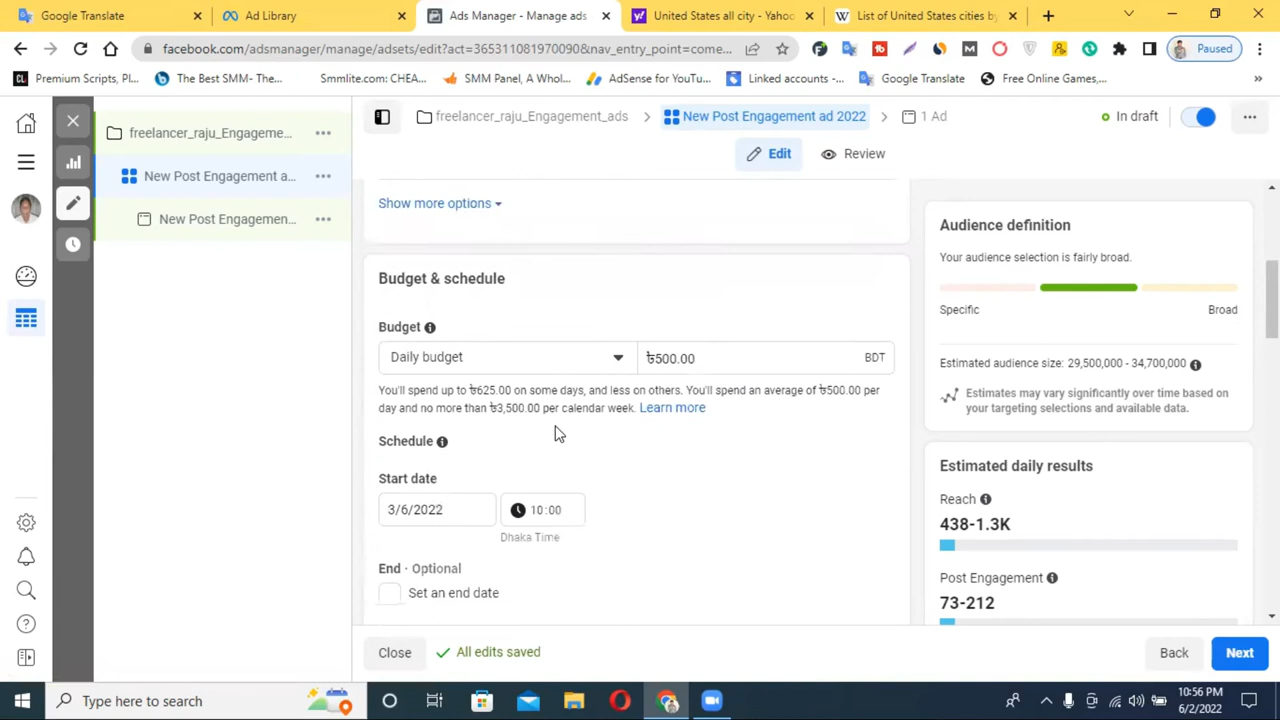 Google Translate
Ad Library
Ads Manager - Manage ads
United States all city - Yahoo
List of United States cities by
facebook.com/adsmanager/manage/adsets/edit?act=365311081970090&nav_entry_point=come...
Paused
Premium Scripts, Pl...
The Best SMM- The...
Smmlite.com: CHEA...
SMM Panel, A Whol...
AdSense for YouTu...
Linked accounts -...
Google Translate
Free Online Games,...
freelancer_raju_Engageme...
New Post Engagement a...
New Post Engagemen...
freelancer_raju_Engagement_ads
New Post Engagement ad 2022
1 Ad
In draft
Edit
Review
Show more options
Budget & schedule
Budget
Daily budget
৳500.00
BDT
You'll spend up to ৳625.00 on some days, and less on others. You'll spend an average of ৳500.00 per
day and no more than ৳3,500.00 per calendar week. Learn more
Schedule
Start date
3/6/2022
10:00
Dhaka Time
End · Optional
Set an end date
Audience definition
Your audience selection is fairly broad.
Specific
Broad
Estimated audience size: 29,500,000 - 34,700,000
Estimates may vary significantly over time based on
your targeting selections and available data.
Estimated daily results
Reach
438-1.3K
Post Engagement
73-212
Close
All edits saved
Back
Next
Type here to search
10:56 PM
6/2/2022